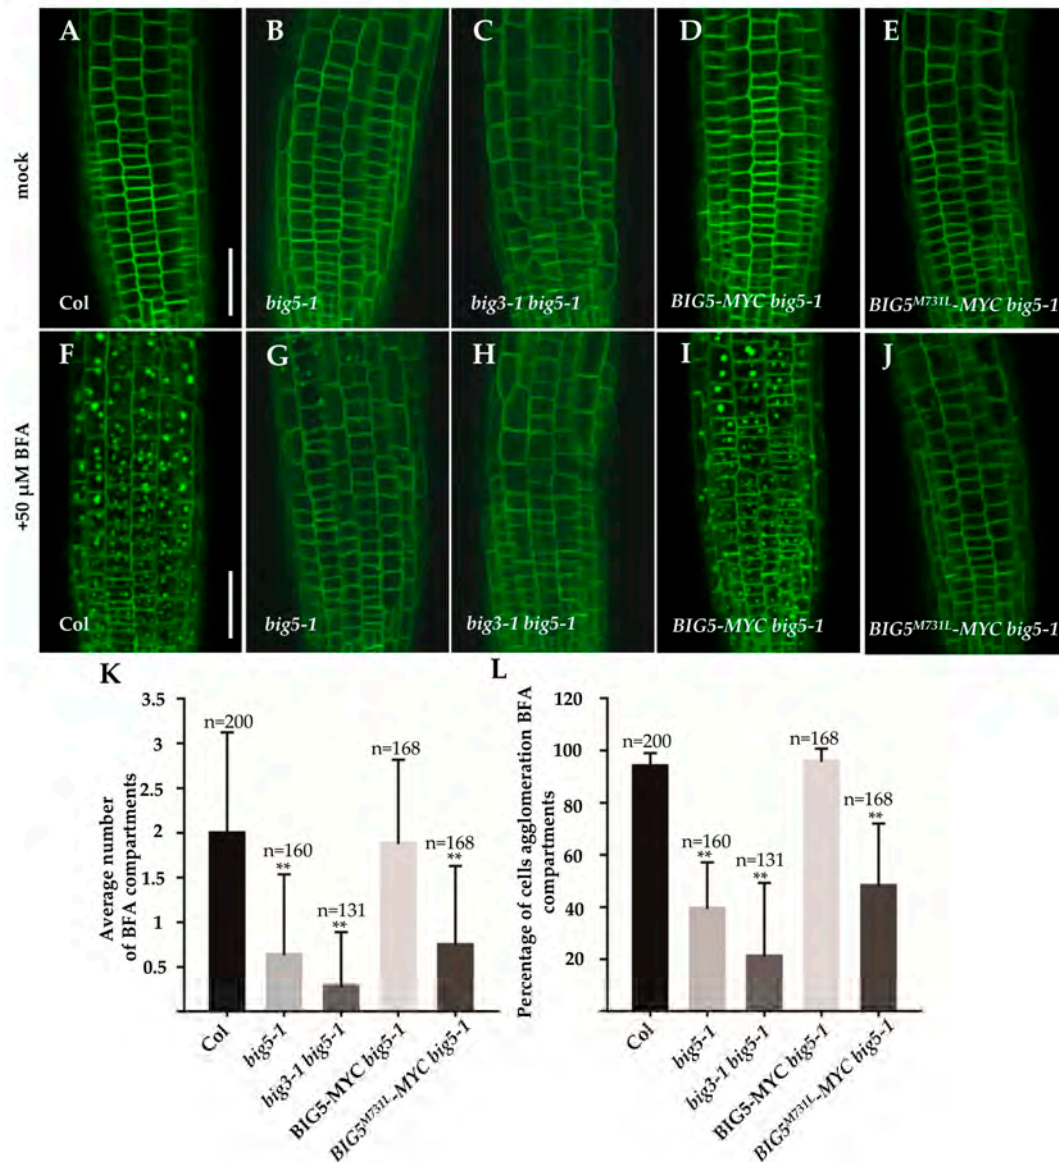 A B C D E
mock
Col big5-1 big3-1 big5-1 BIG5-MYC big5-1 BIG5ᴹ⁷³¹ᴸ-MYC big5-1
F G H I J
+50 µM BFA
Col big5-1 big3-1 big5-1 BIG5-MYC big5-1 BIG5ᴹ⁷³¹ᴸ-MYC big5-1
K
Average number
of BFA compartments
3.5
3
2.5
2
1.5
1
0.5
n=200
n=160
**
n=131
**
n=168
n=168
**
Col
big5-1
big3-1 big5-1
BIG5-MYC big5-1
BIG5ᴹ⁷³¹ᴸ-MYC big5-1
L
Percentage of cells agglomeration BFA
compartments
120
100
80
60
40
20
n=200
n=160
**
n=131
**
n=168
n=168
**
Col
big5-1
big3-1 big5-1
BIG5-MYC big5-1
BIG5ᴹ⁷³¹ᴸ-MYC big5-1